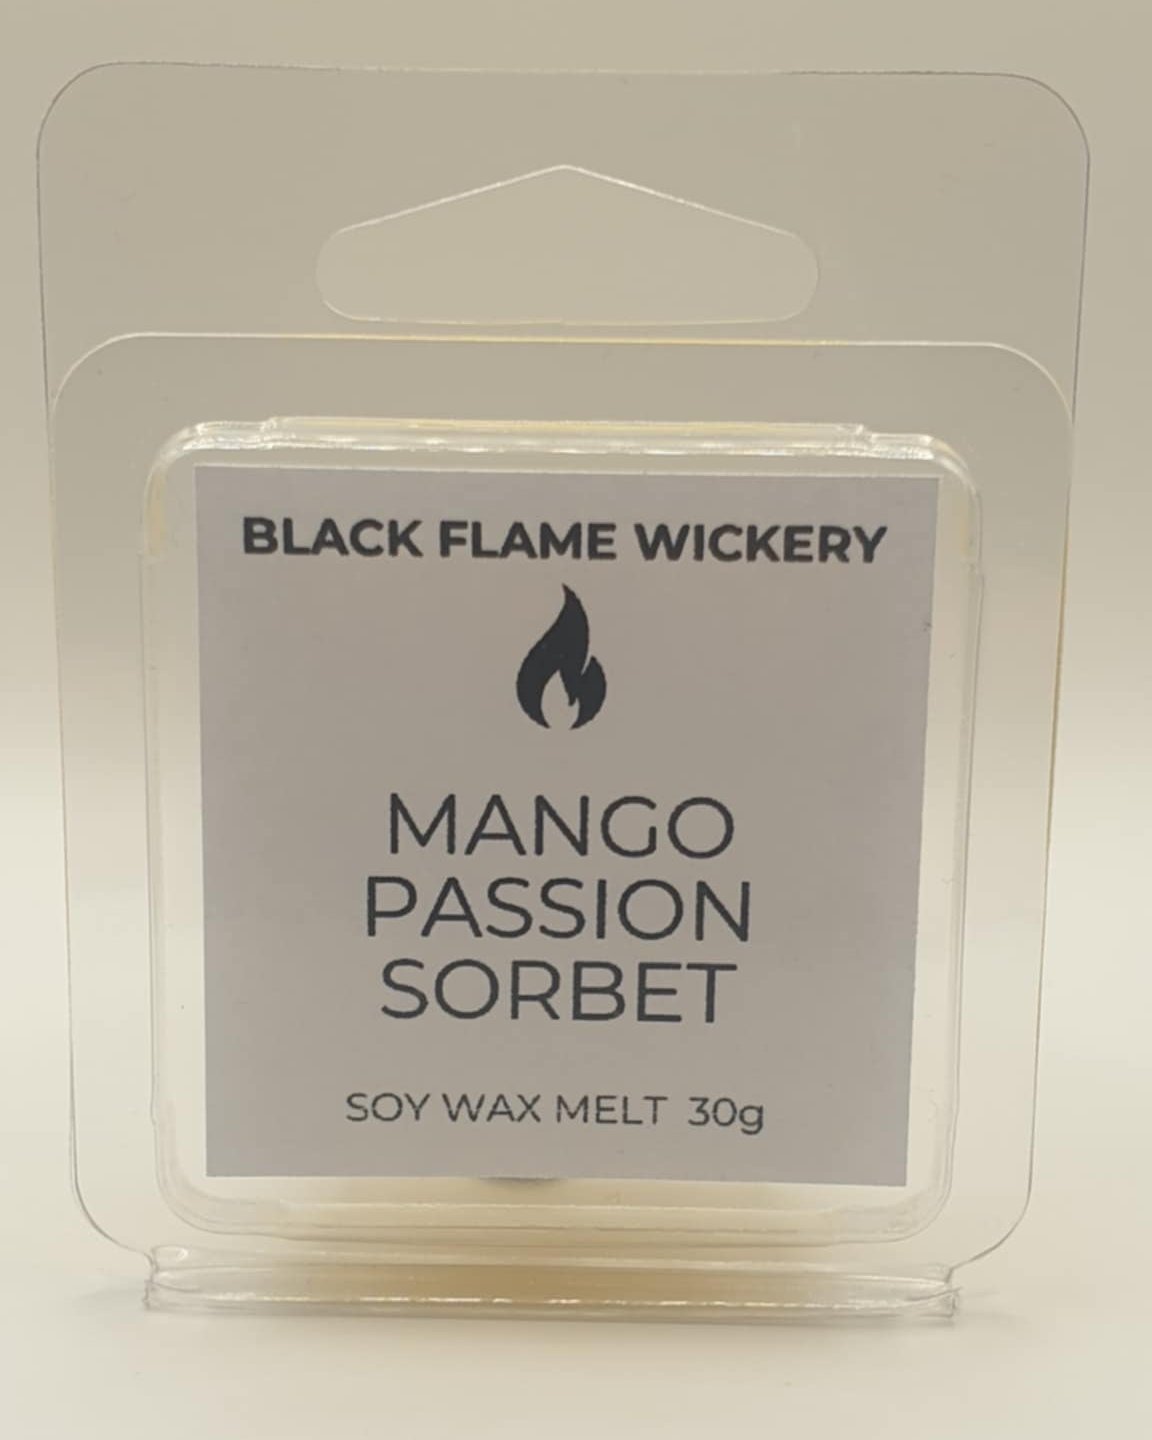 BLACK FLAME WICKERY
MANGO
PASSION
SORBET
SOY WAX MELT 30g